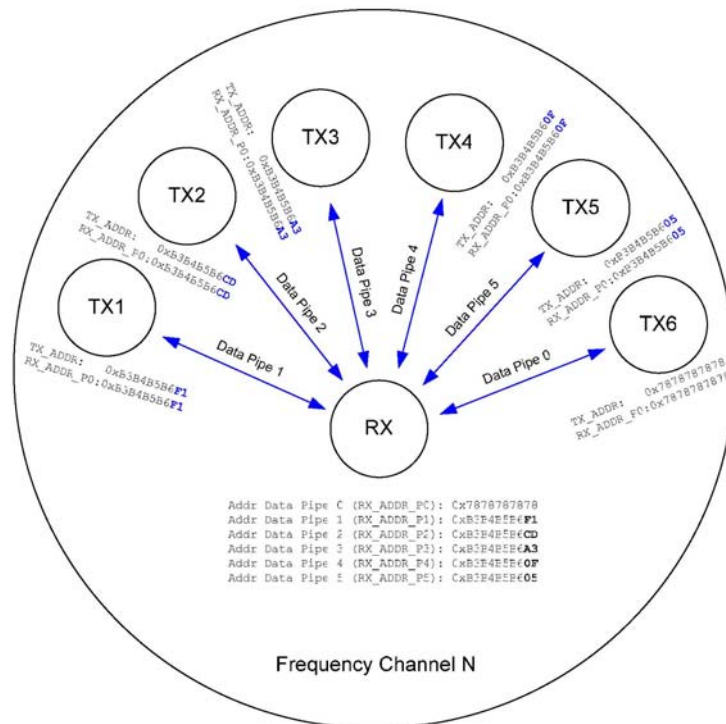 TX3
TX4
TX_ADDR: 0xB3B4B5B6A3
RX_ADDR_P0:0xB3B4B5B6A3
TX_ADDR: 0xB3B4B5B60F
RX_ADDR_P0:0xB3B4B5B60F
TX2
TX5
TX_ADDR: 0xB3B4B5B6CD
RX_ADDR_P0:0xB3B4B5B6CD
TX_ADDR: 0xB3B4B5B605
RX_ADDR_P0:0xB3B4B5B605
TX1
TX6
TX_ADDR: 0xB3B4B5B6F1
RX_ADDR_P0:0xB3B4B5B6F1
TX_ADDR: 0x7878787878
RX_ADDR_P0:0x7878787878
Data Pipe 1
Data Pipe 2
Data Pipe 3
Data Pipe 4
Data Pipe 5
Data Pipe 0
RX
Addr Data Pipe 0 (RX_ADDR_P0): 0x7878787878
Addr Data Pipe 1 (RX_ADDR_P1): 0xB3B4B5B6F1
Addr Data Pipe 2 (RX_ADDR_P2): 0xB3B4B5B6CD
Addr Data Pipe 3 (RX_ADDR_P3): 0xB3B4B5B6A3
Addr Data Pipe 4 (RX_ADDR_P4): 0xB3B4B5B60F
Addr Data Pipe 5 (RX_ADDR_P5): 0xB3B4B5B605
Frequency Channel N